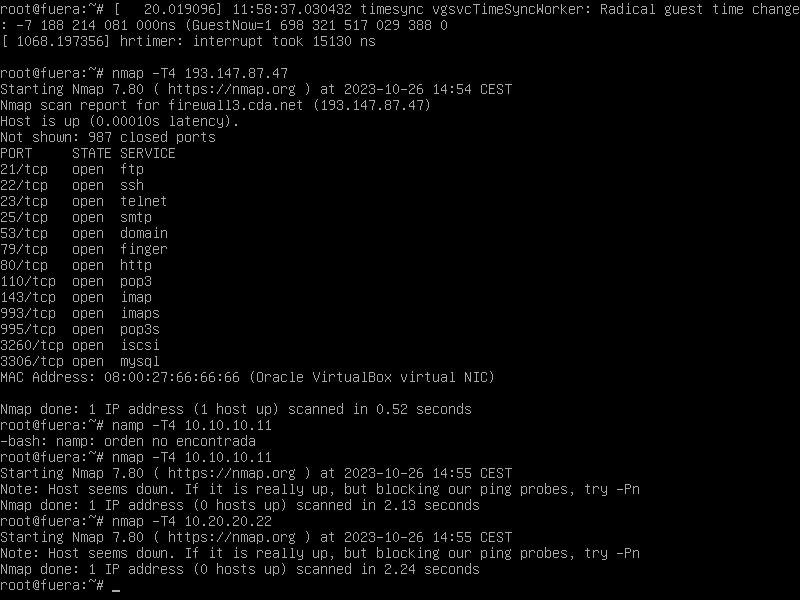 root@fuera:~# [   20.019096] 11:58:37.030432 timesync vgsvcTimeSyncWorker: Radical guest time change
: -7 188 214 081 000ns (GuestNow=1 698 321 517 029 388 0
[ 1068.197356] hrtimer: interrupt took 15130 ns
root@fuera:~# nmap -T4 193.147.87.47
Starting Nmap 7.80 ( https://nmap.org ) at 2023-10-26 14:54 CEST
Nmap scan report for firewall3.cda.net (193.147.87.47)
Host is up (0.00010s latency).
Not shown: 987 closed ports
PORT     STATE SERVICE
21/tcp   open  ftp
22/tcp   open  ssh
23/tcp   open  telnet
25/tcp   open  smtp
53/tcp   open  domain
79/tcp   open  finger
80/tcp   open  http
110/tcp  open  pop3
143/tcp  open  imap
993/tcp  open  imaps
995/tcp  open  pop3s
3260/tcp open  iscsi
3306/tcp open  mysql
MAC Address: 08:00:27:66:66:66 (Oracle VirtualBox virtual NIC)
Nmap done: 1 IP address (1 host up) scanned in 0.52 seconds
root@fuera:~# namp -T4 10.10.10.11
-bash: namp: orden no encontrada
root@fuera:~# nmap -T4 10.10.10.11
Starting Nmap 7.80 ( https://nmap.org ) at 2023-10-26 14:55 CEST
Note: Host seems down. If it is really up, but blocking our ping probes, try -Pn
Nmap done: 1 IP address (0 hosts up) scanned in 2.13 seconds
root@fuera:~# nmap -T4 10.20.20.22
Starting Nmap 7.80 ( https://nmap.org ) at 2023-10-26 14:55 CEST
Note: Host seems down. If it is really up, but blocking our ping probes, try -Pn
Nmap done: 1 IP address (0 hosts up) scanned in 2.24 seconds
root@fuera:~# _